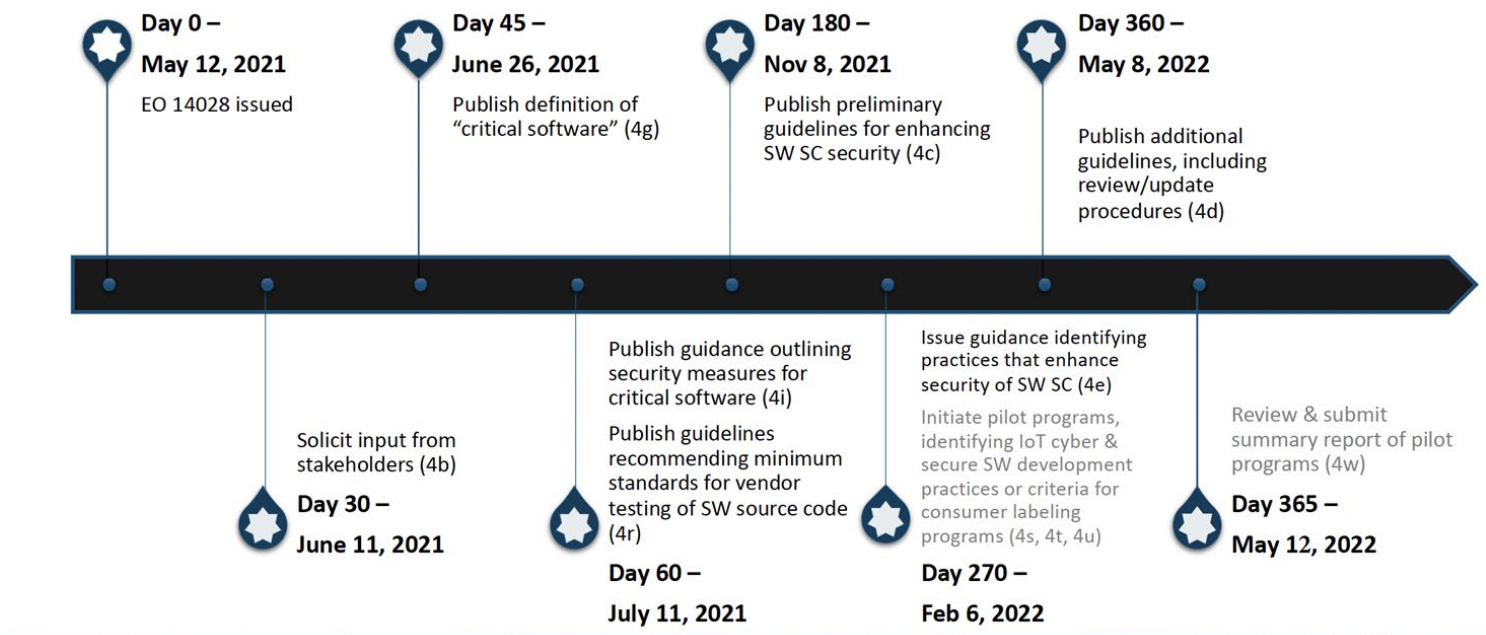 Day 0 –
May 12, 2021
EO 14028 issued
Solicit input from
stakeholders (4b)
Day 30 –
June 11, 2021
Day 45 –
June 26, 2021
Publish definition of
“critical software” (4g)
Publish guidance outlining
security measures for
critical software (4i)
Publish guidelines
recommending minimum
standards for vendor
testing of SW source code
(4r)
Day 60 –
July 11, 2021
Day 180 –
Nov 8, 2021
Publish preliminary
guidelines for enhancing
SW SC security (4c)
Issue guidance identifying
practices that enhance
security of SW SC (4e)
Initiate pilot programs,
identifying IoT cyber &
secure SW development
practices or criteria for
consumer labeling
programs (4s, 4t, 4u)
Day 270 –
Feb 6, 2022
Day 360 –
May 8, 2022
Publish additional
guidelines, including
review/update
procedures (4d)
Review & submit
summary report of pilot
programs (4w)
Day 365 –
May 12, 2022